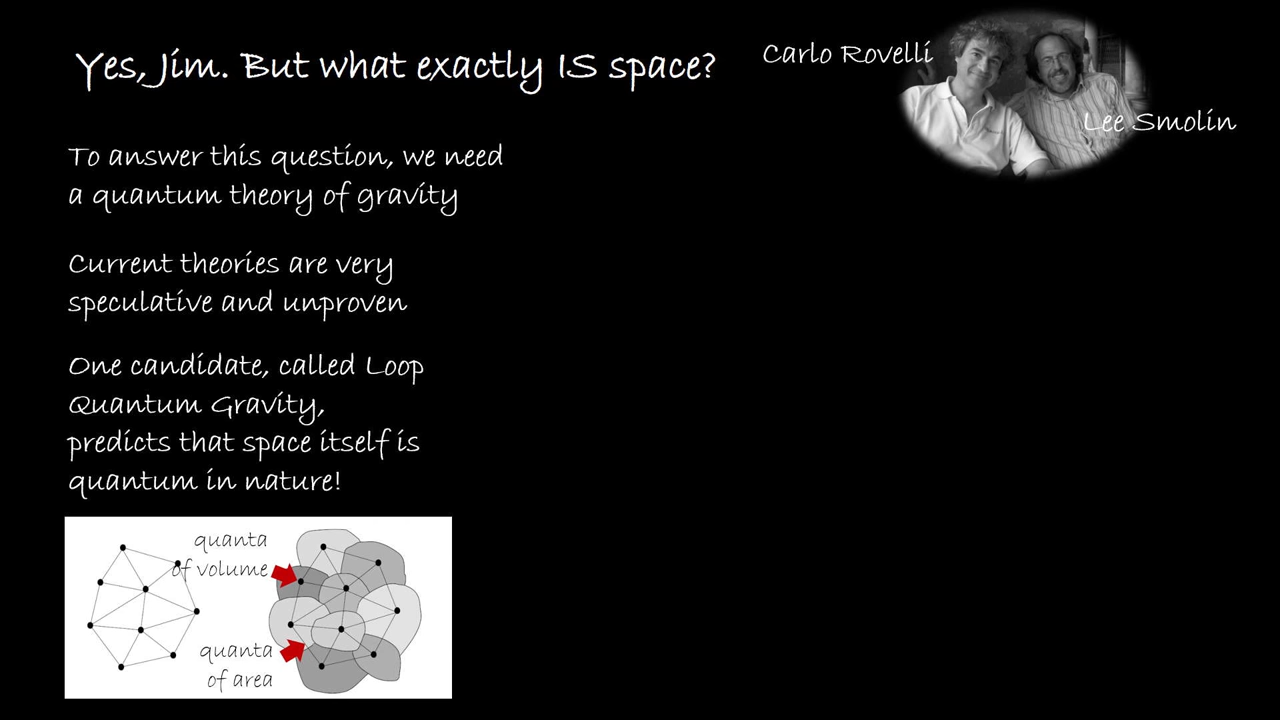 Yes, Jim. But what exactly IS space?
Carlo Rovelli
Lee Smolin
To answer this question, we need
a quantum theory of gravity
Current theories are very
speculative and unproven
One candidate, called Loop
Quantum Gravity,
predicts that space itself is
quantum in nature!
quanta
of volume
quanta
of area